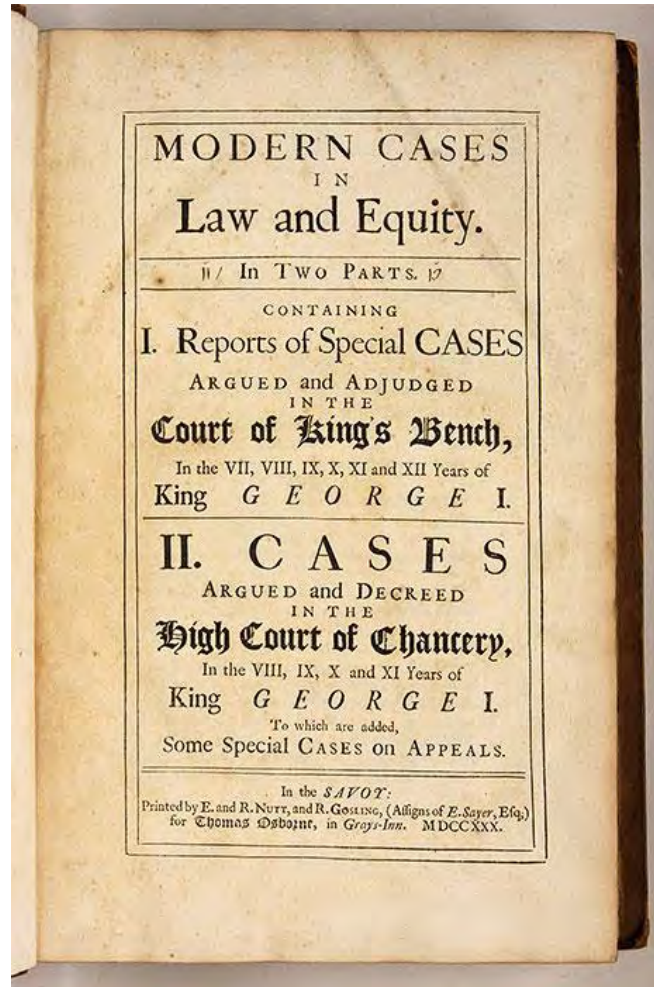 MODERN CASES
IN
Law and Equity.
In TWO PARTS.
CONTAINING
I. Reports of Special CASES
ARGUED and ADJUDGED
IN THE
Court of King's Bench,
In the VII, VIII, IX, X, XI and XII Years of
King GEORGE I.
II. CASES
ARGUED and DECREED
IN THE
High Court of Chancery,
In the VIII, IX, X and XI Years of
King GEORGE I.
To which are added,
Some Special CASES on APPEALS.
In the SAVOY:
Printed by E. and R. NUTT, and R. GOSLING, (Aſſigns of E. Sayer, Eſq;)
for Thomas Osborne, in Grays-Inn. MDCCXXX.